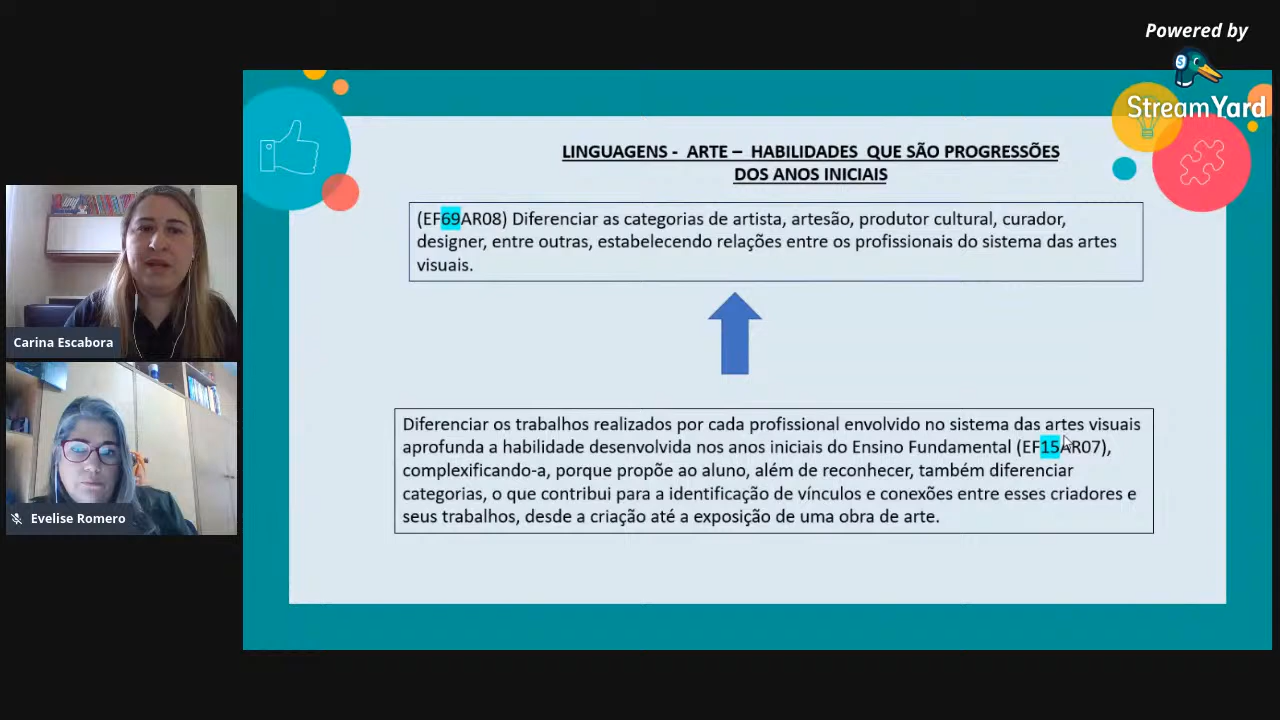 Powered by
StreamYard
LINGUAGENS - ARTE – HABILIDADES QUE SÃO PROGRESSÕES
DOS ANOS INICIAIS
(EF69AR08) Diferenciar as categorias de artista, artesão, produtor cultural, curador,
designer, entre outras, estabelecendo relações entre os profissionais do sistema das artes
visuais.
Diferenciar os trabalhos realizados por cada profissional envolvido no sistema das artes visuais
aprofunda a habilidade desenvolvida nos anos iniciais do Ensino Fundamental (EF15AR07),
complexificando-a, porque propõe ao aluno, além de reconhecer, também diferenciar
categorias, o que contribui para a identificação de vínculos e conexões entre esses criadores e
seus trabalhos, desde a criação até a exposição de uma obra de arte.
Carina Escabora
Evelise Romero